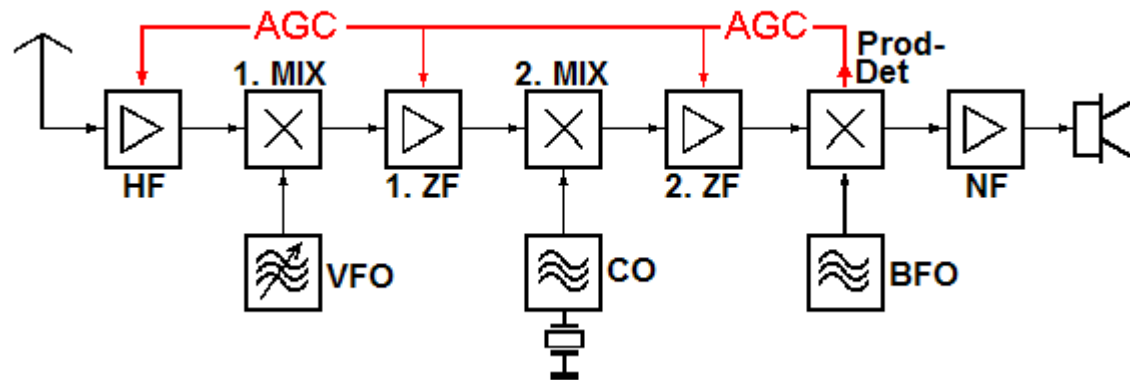 AGC AGC
Prod-
Det
1. MIX 2. MIX
HF 1. ZF 2. ZF NF
VFO CO BFO